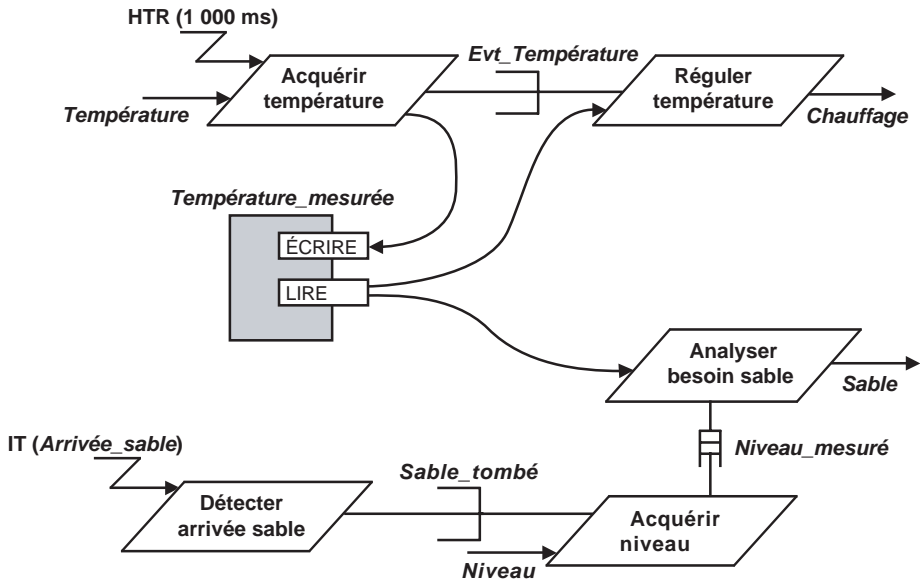 HTR (1 000 ms)
Acquérir
température
Evt_Température
Réguler
température
Température
Chauffage
Température_mesurée
ÉCRIRE
LIRE
Analyser
besoin sable
Sable
IT (Arrivée_sable)
Sable_tombé
Niveau_mesuré
Détecter
arrivée sable
Acquérir
niveau
Niveau